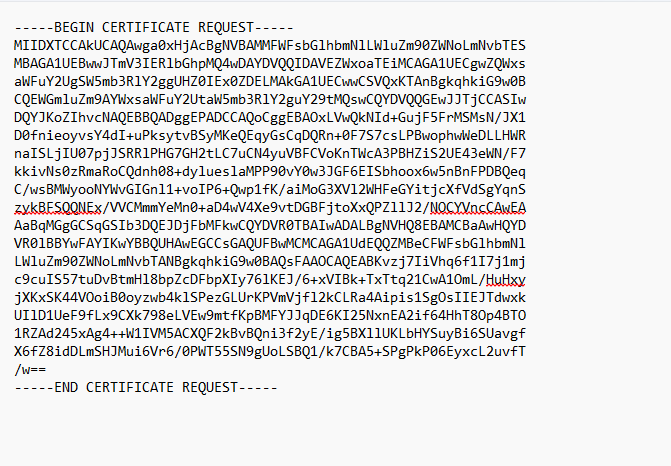 -----BEGIN CERTIFICATE REQUEST-----
MIIDXTCCAkUCAQAwga0xHjAcBgNVBAMMFWFsbGlhbmNlLWluZm90ZWNoLmNvbTES
MBAGA1UEBwwJTmV3IERlbGhpMQ4wDAYDVQQIDAVEZWxoaTEiMCAGA1UECgwZQWxs
aWFuY2UgSW5mb3RlY2ggUHZ0IEx0ZDELMAkGA1UECwwCSVQxKTAnBgkqhkiG9w0B
CQEWGmluZm9AYWxsaWFuY2UtaW5mb3RlY2guY29tMQswCQYDVQQGEwJJTjCCASIw
DQYJKoZIhvcNAQEBBQADggEPADCCAQoCggEBAOxLVwQkNId+GujF5FrMSMsN/JX1
D0fnieoyvsY4dI+uPksytvBSyMKeQEqyGsCqDQRn+0F7S7csLPBwophwWeDLLHWR
naISLjIU07pjJSRRlPHG7GH2tLC7uCN4yuVBFCVoKnTWcA3PBHZiS2UE43eWN/F7
kkivNs0zRmaRoCQdnh08+dylueslaMPP90vY0w3JGF6EISbhoox6w5nBnFPDBQeq
C/wsBMWyooNYWvGIGnl1+voIP6+Qwp1fK/aiMoG3XVl2WHFeGYitjcXfVdSgYqnS
zykBFSQQNEx/VVCMmmYeMn0+aD4wV4Xe9vtDGBFjtoXxQPZllJ2/NOCYVncCAwEA
AaBqMGgGCSqGSIb3DQEJDjFbMFkwCQYDVR0TBAIwADALBgNVHQ8EBAMCBaAwHQYD
VR0lBBYwFAYIKwYBBQUHAwEGCCsGAQUFBwMCMCAGA1UdEQQZMBeCFWFsbGlhbmNl
LWluZm90ZWNoLmNvbTANBgkqhkiG9w0BAQsFAAOCAQEABKvzj7IiVhq6f1I7j1mj
c9cuIS57tuDvBtmHl8bpZcDFbpXIy76lKEJ/6+xVIBk+TxTtq21CwA1OmL/HuHxy
jXKxSK44VOoiB0oyzwb4klSPezGLUrKPVmVjfl2kCLRa4Aipis1SgOsIIEJTdwxk
UIlD1UeF9fLx9CXk798eLVEw9mtfKpBMFYJJqDE6KI25NxnEA2if64HhT8Op4BTO
1RZAd245xAg4++W1IVM5ACXQF2kBvBQni3f2yE/ig5BXllUKLbHYSuyBi6SUavgf
X6fZ8idDLmSHJMui6Vr6/0PWT55SN9gUoLSBQ1/k7CBA5+SPgPkP06EyxcL2uvfT
/w==
-----END CERTIFICATE REQUEST-----